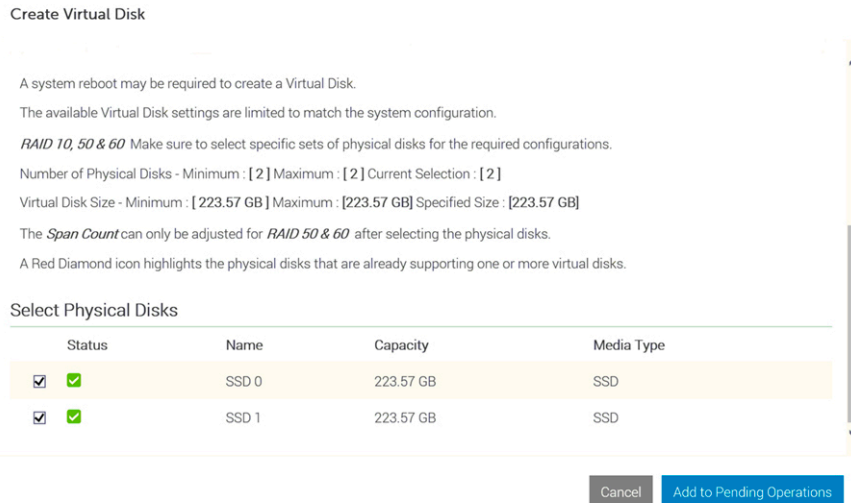 Create Virtual Disk
A system reboot may be required to create a Virtual Disk.
The available Virtual Disk settings are limited to match the system configuration.
RAID 10, 50 & 60 Make sure to select specific sets of physical disks for the required configurations.
Number of Physical Disks - Minimum : [ 2 ] Maximum : [ 2 ] Current Selection : [ 2 ]
Virtual Disk Size - Minimum : [ 223.57 GB ] Maximum : [223.57 GB] Specified Size : [223.57 GB]
The Span Count can only be adjusted for RAID 50 & 60 after selecting the physical disks.
A Red Diamond icon highlights the physical disks that are already supporting one or more virtual disks.
Select Physical Disks
Status Name Capacity Media Type
SSD 0 223.57 GB SSD
SSD 1 223.57 GB SSD
Cancel Add to Pending Operations